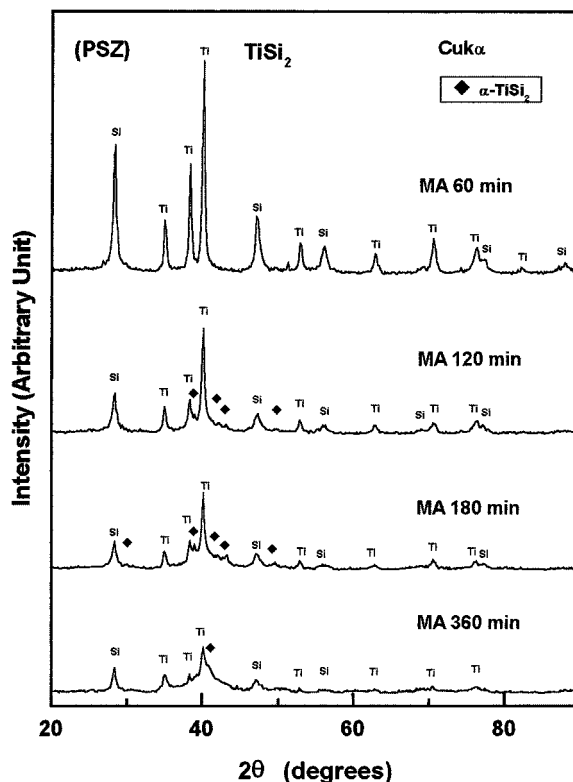 (PSZ) TiSi2 Cukα
◆ α-TiSi2
Ti
Si Ti Si
MA 60 min
Ti Ti Si Ti Ti Ti Si Ti Si
Ti
MA 120 min
Si Ti Ti ◆ ◆ ◆ Si ◆ Ti Si Ti Si Ti Ti Si
Ti
MA 180 min
Si ◆ Ti Ti ◆ ◆ ◆ Si ◆ Ti Si Ti Ti Ti Si
MA 360 min
Si Ti Ti Ti ◆ Si Ti Si Ti Ti Ti
20 40 60 80
2θ (degrees)
Intensity (Arbitrary Unit)